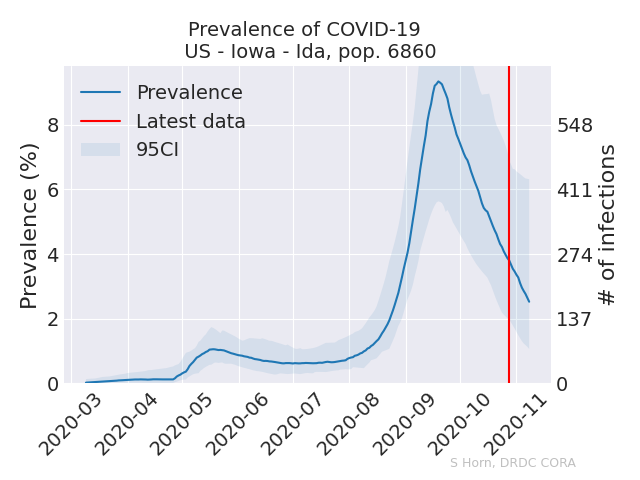 Prevalence of COVID-19
US - Iowa - Ida, pop. 6860
Prevalence
Latest data
95CI
Prevalence (%)
8
6
4
2
0
548
411
274
137
0
# of infections
2020-03
2020-04
2020-05
2020-06
2020-07
2020-08
2020-09
2020-10
2020-11
S Horn, DRDC CORA